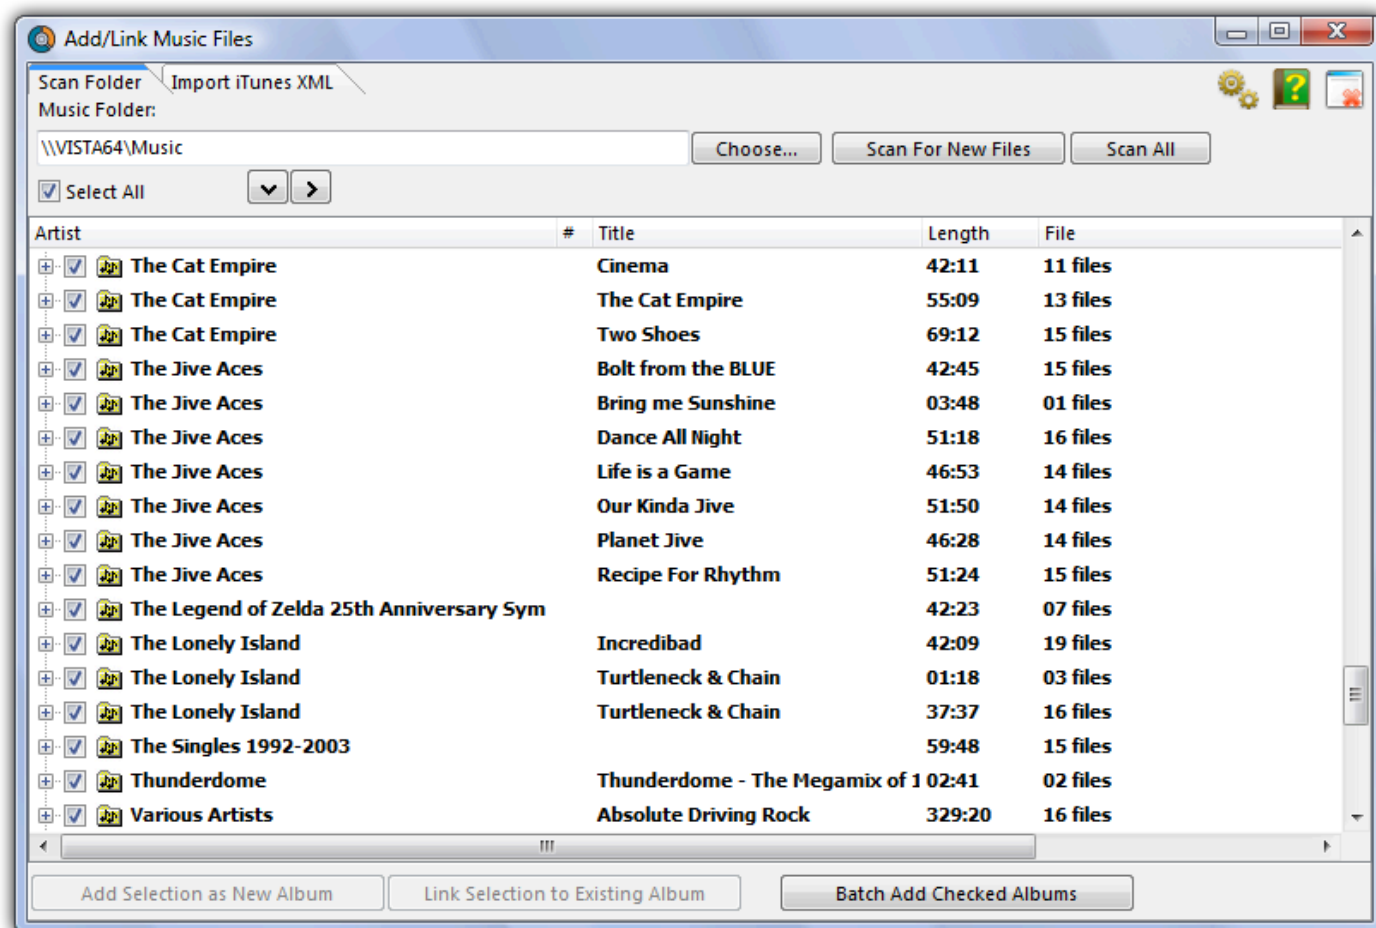 Add/Link Music Files
Scan Folder Import iTunes XML
Music Folder:
\\VISTA64\Music Choose... Scan For New Files Scan All
Select All
Artist # Title Length File
The Cat Empire Cinema 42:11 11 files
The Cat Empire The Cat Empire 55:09 13 files
The Cat Empire Two Shoes 69:12 15 files
The Jive Aces Bolt from the BLUE 42:45 15 files
The Jive Aces Bring me Sunshine 03:48 01 files
The Jive Aces Dance All Night 51:18 16 files
The Jive Aces Life is a Game 46:53 14 files
The Jive Aces Our Kinda Jive 51:50 14 files
The Jive Aces Planet Jive 46:28 14 files
The Jive Aces Recipe For Rhythm 51:24 15 files
The Legend of Zelda 25th Anniversary Sym 42:23 07 files
The Lonely Island Incredibad 42:09 19 files
The Lonely Island Turtleneck & Chain 01:18 03 files
The Lonely Island Turtleneck & Chain 37:37 16 files
The Singles 1992-2003 59:48 15 files
Thunderdome Thunderdome - The Megamix of 1 02:41 02 files
Various Artists Absolute Driving Rock 329:20 16 files
Add Selection as New Album Link Selection to Existing Album Batch Add Checked Albums